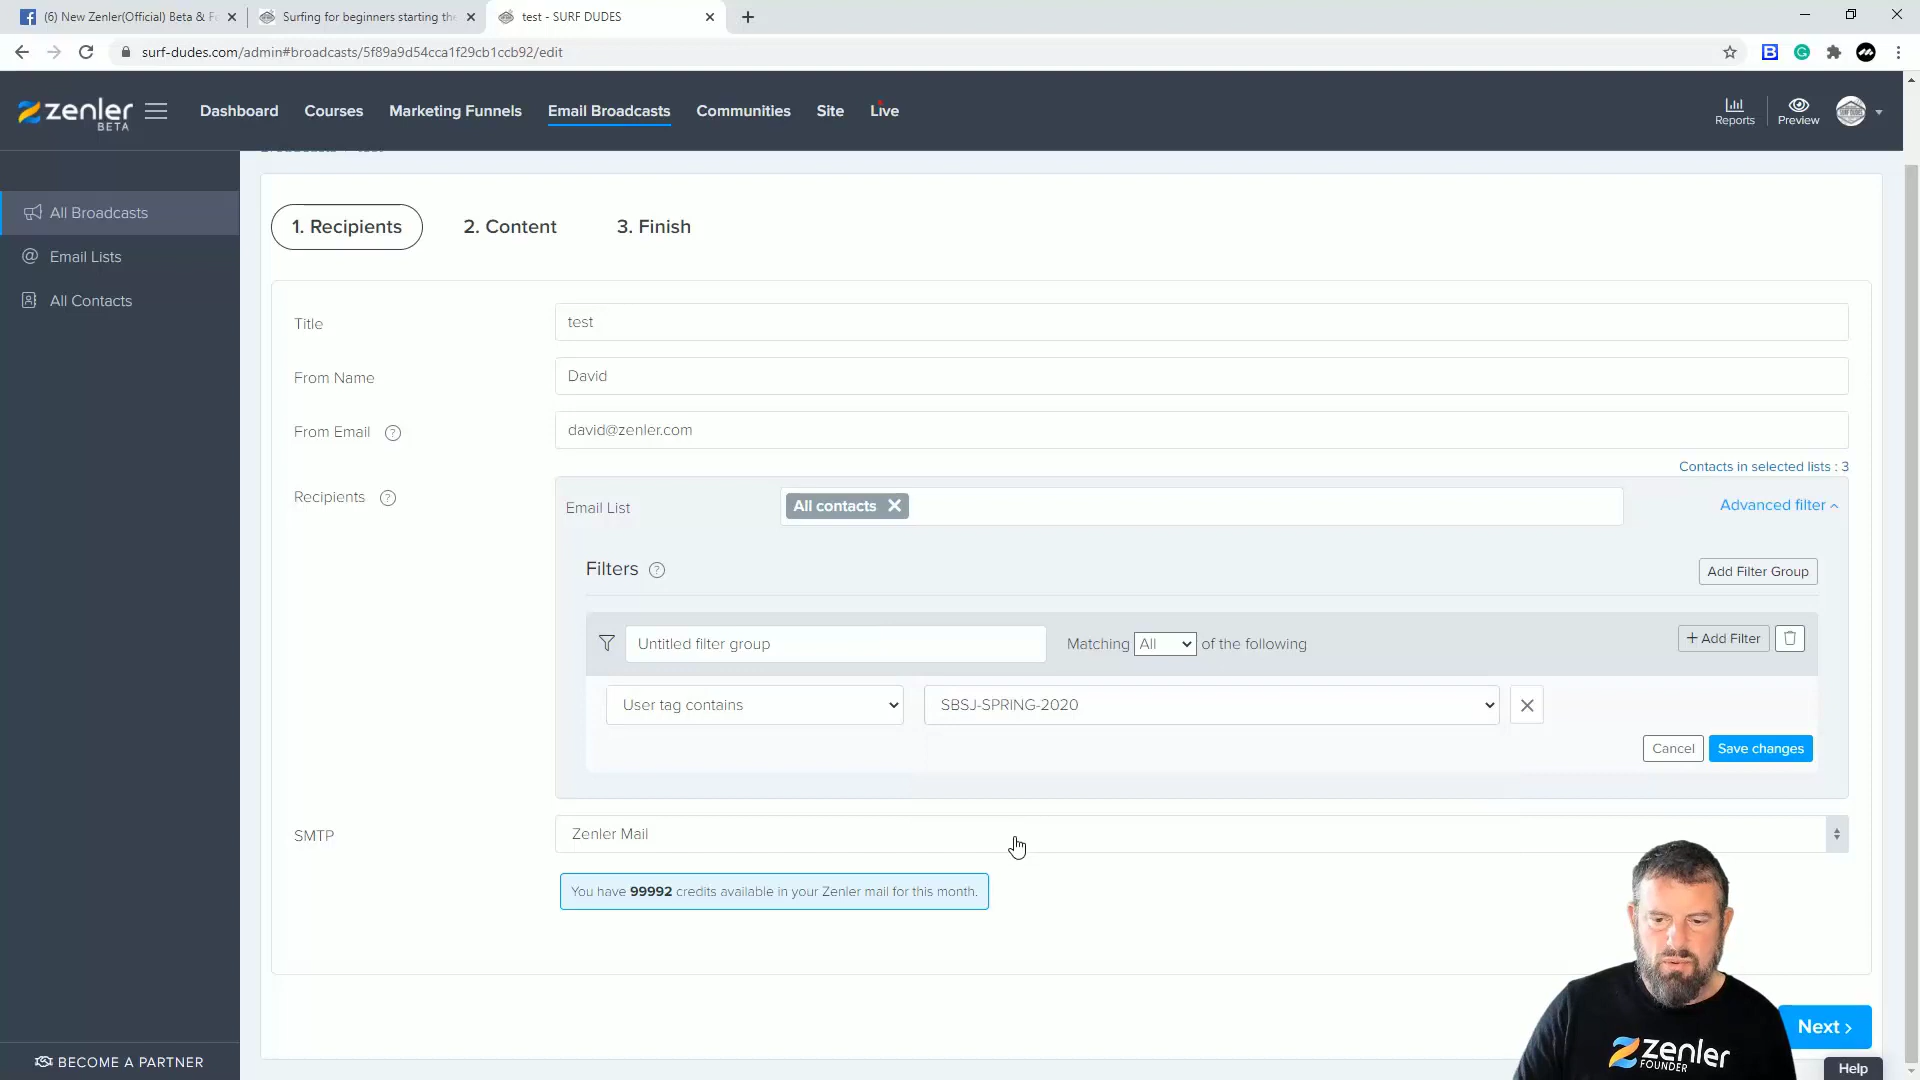 (6) New Zenler(Official) Beta & F
Surfing for beginners starting the
test - SURF DUDES
surf-dudes.com/admin#broadcasts/5f89a9d54cca1f29cb1ccb92/edit
zenler
BETA
Dashboard
Courses
Marketing Funnels
Email Broadcasts
Communities
Site
Live
Reports
Preview
All Broadcasts
Email Lists
All Contacts
1. Recipients
2. Content
3. Finish
Title
test
From Name
David
From Email ?
david@zenler.com
Contacts in selected lists : 3
Recipients ?
Email List
All contacts
Advanced filter
Filters ?
Add Filter Group
Untitled filter group
Matching All of the following
+ Add Filter
User tag contains
SBSJ-SPRING-2020
Cancel
Save changes
SMTP
Zenler Mail
You have 99992 credits available in your Zenler mail for this month.
Next ›
zenler
FOUNDER
BECOME A PARTNER
Help